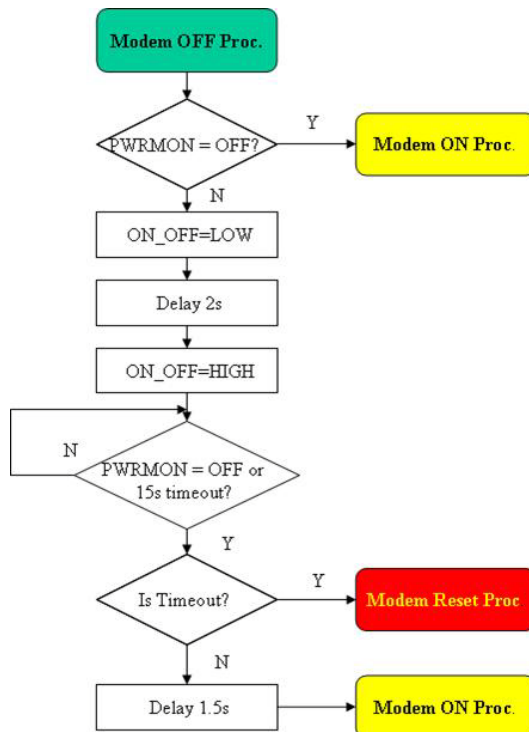 Modem OFF Proc.
PWRMON = OFF?
Y
Modem ON Proc.
N
ON_OFF=LOW
Delay 2s
ON_OFF=HIGH
N
PWRMON = OFF or
15s timeout?
Y
Is Timeout?
Y
Modem Reset Proc
N
Delay 1.5s
Modem ON Proc.